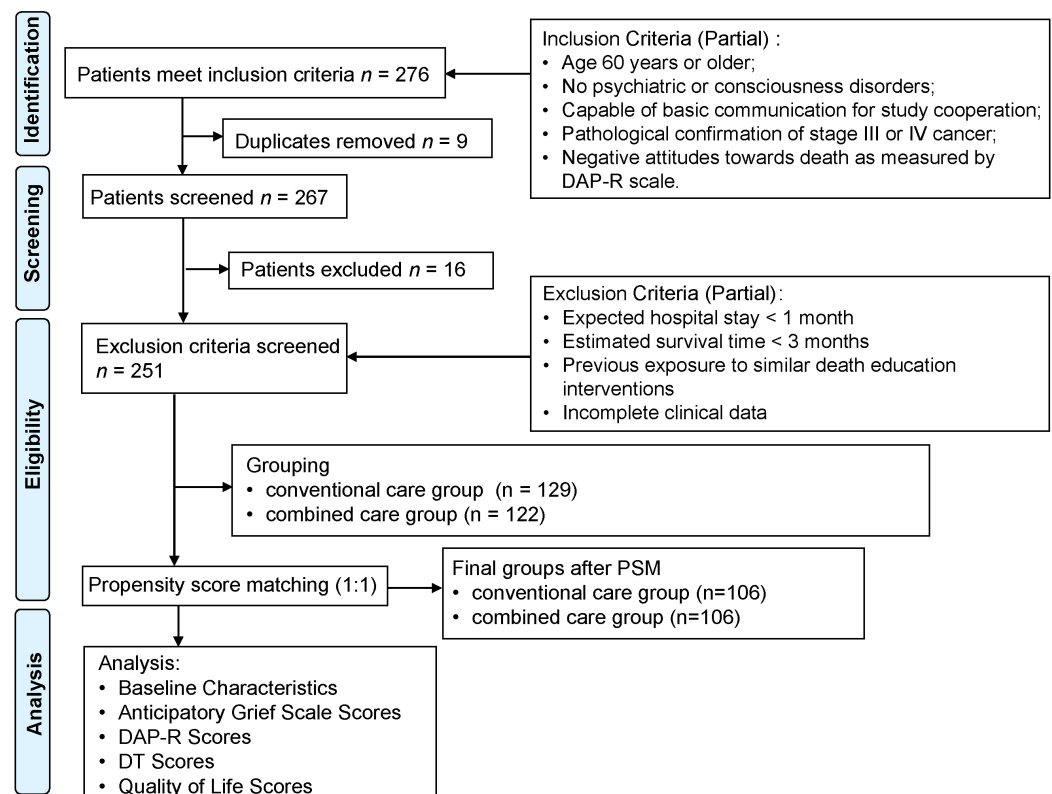 Identification
Patients meet inclusion criteria n = 276
Inclusion Criteria (Partial) :
• Age 60 years or older;
• No psychiatric or consciousness disorders;
• Capable of basic communication for study cooperation;
• Pathological confirmation of stage III or IV cancer;
• Negative attitudes towards death as measured by
DAP-R scale.
Duplicates removed n = 9
Screening
Patients screened n = 267
Patients excluded n = 16
Eligibility
Exclusion criteria screened
n = 251
Exclusion Criteria (Partial) :
• Expected hospital stay < 1 month
• Estimated survival time < 3 months
• Previous exposure to similar death education
interventions
• Incomplete clinical data
Grouping
• conventional care group (n = 129)
• combined care group (n = 122)
Propensity score matching (1:1)
Final groups after PSM
• conventional care group (n=106)
• combined care group (n=106)
Analysis
Analysis:
• Baseline Characteristics
• Anticipatory Grief Scale Scores
• DAP-R Scores
• DT Scores
• Quality of Life Scores